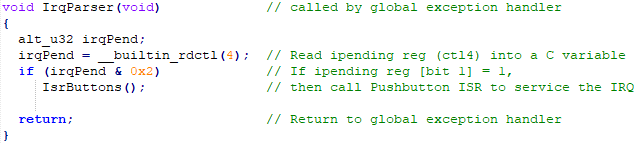 void IrqParser(void)             // called by global exception handler
{
  alt_u32 irqPend;
  irqPend = __builtin_rdctl(4);  // Read ipending reg (ctl4) into a C variable
  if (irqPend & 0x2)             // If ipending reg [bit 1] = 1,
     IsrButtons();               // then call Pushbutton ISR to service the IRQ
  return;                        // Return to global exception handler
}